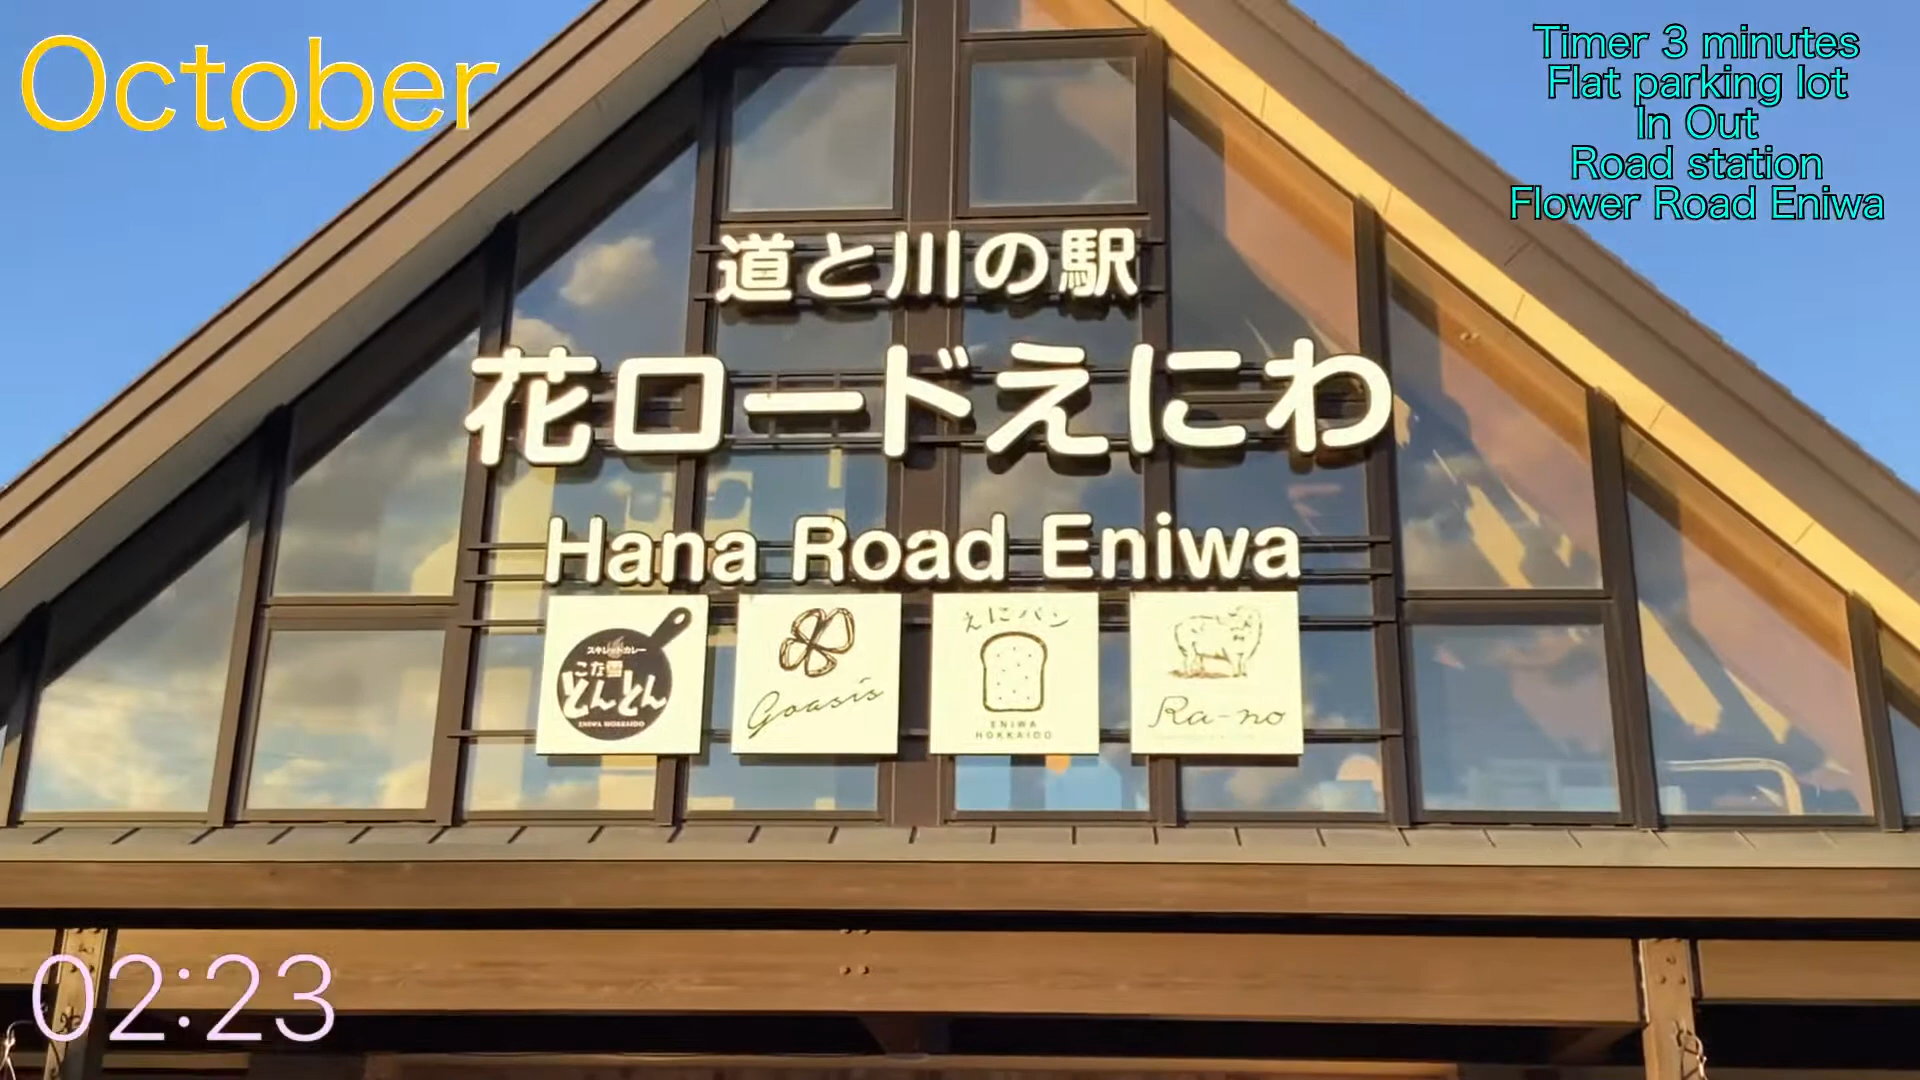 October
Timer 3 minutes
Flat parking lot
In Out
Road station
Flower Road Eniwa
道と川の駅
花ロードえにわ
Hana Road Eniwa
スキレットカレー
こな雪
とんとん
ENIWA HOKKAIDO
Goasis
えにパン
ENIWA
HOKKAIDO
Ra-no
02:23